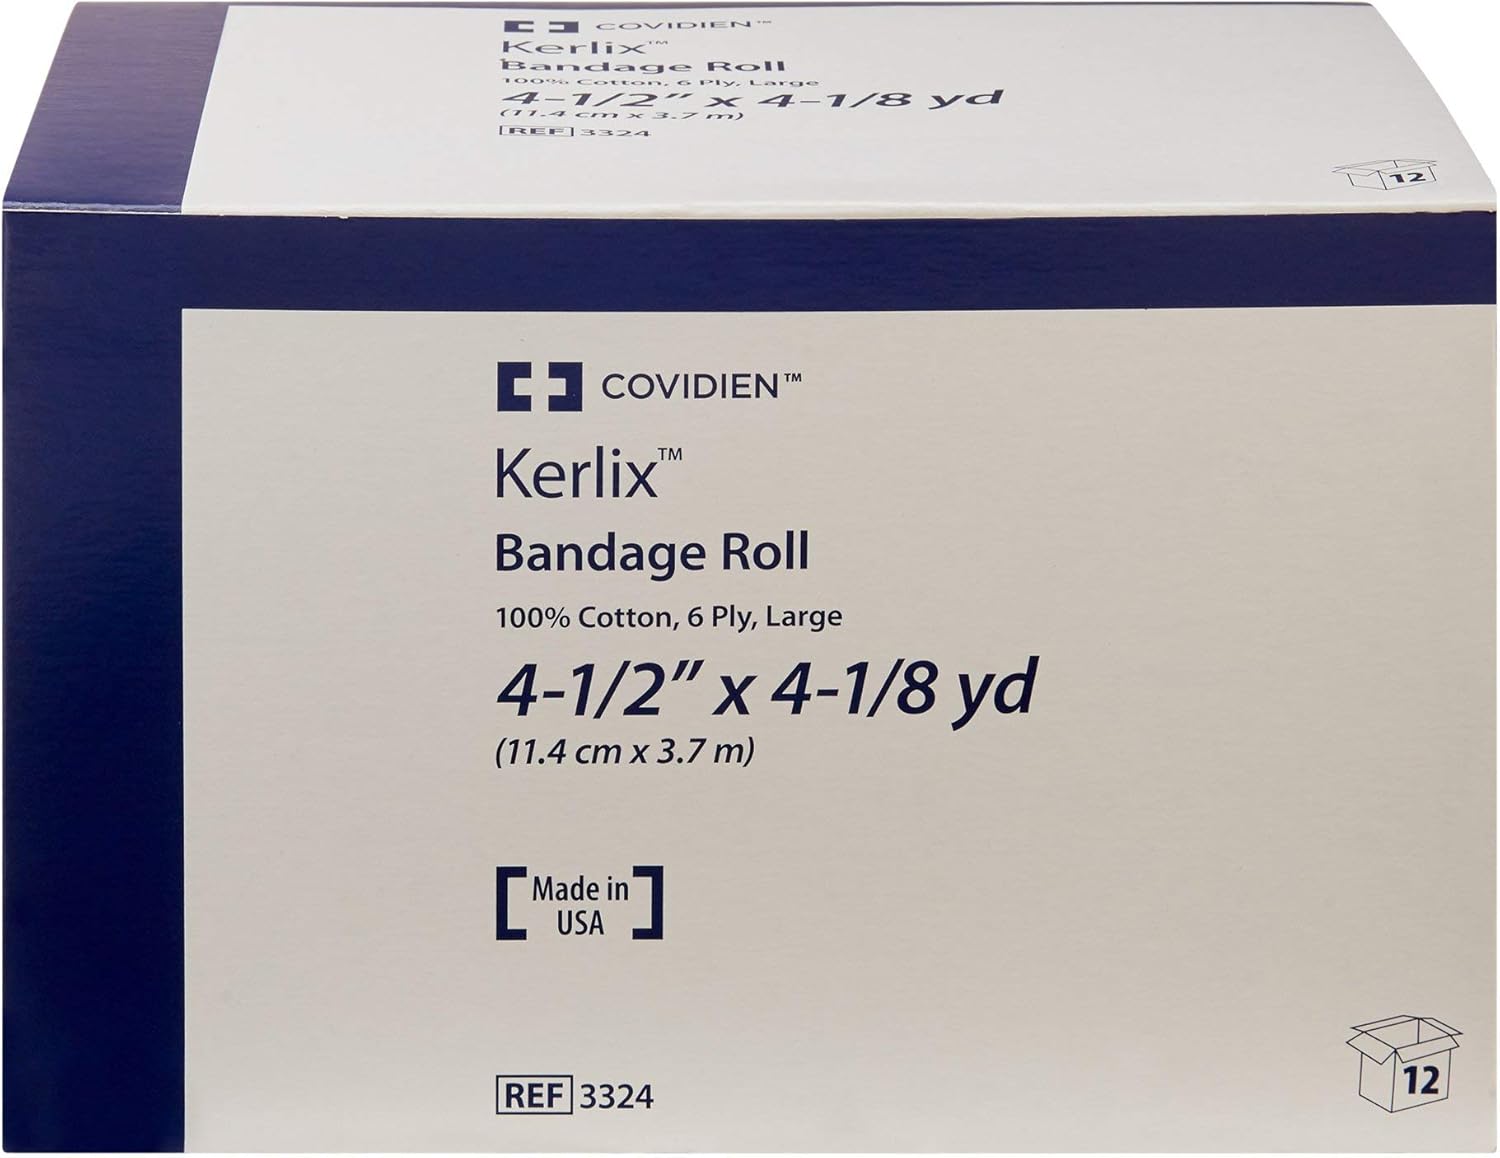 COVIDIEN™
Kerlix™
Bandage Roll
100% Cotton, 6 Ply, Large
4-1/2” x 4-1/8 yd
(11.4 cm x 3.7 m)
REF 3324
12
COVIDIEN™
Kerlix™
Bandage Roll
100% Cotton, 6 Ply, Large
4-1/2” x 4-1/8 yd
(11.4 cm x 3.7 m)
Made in
USA
REF 3324
12